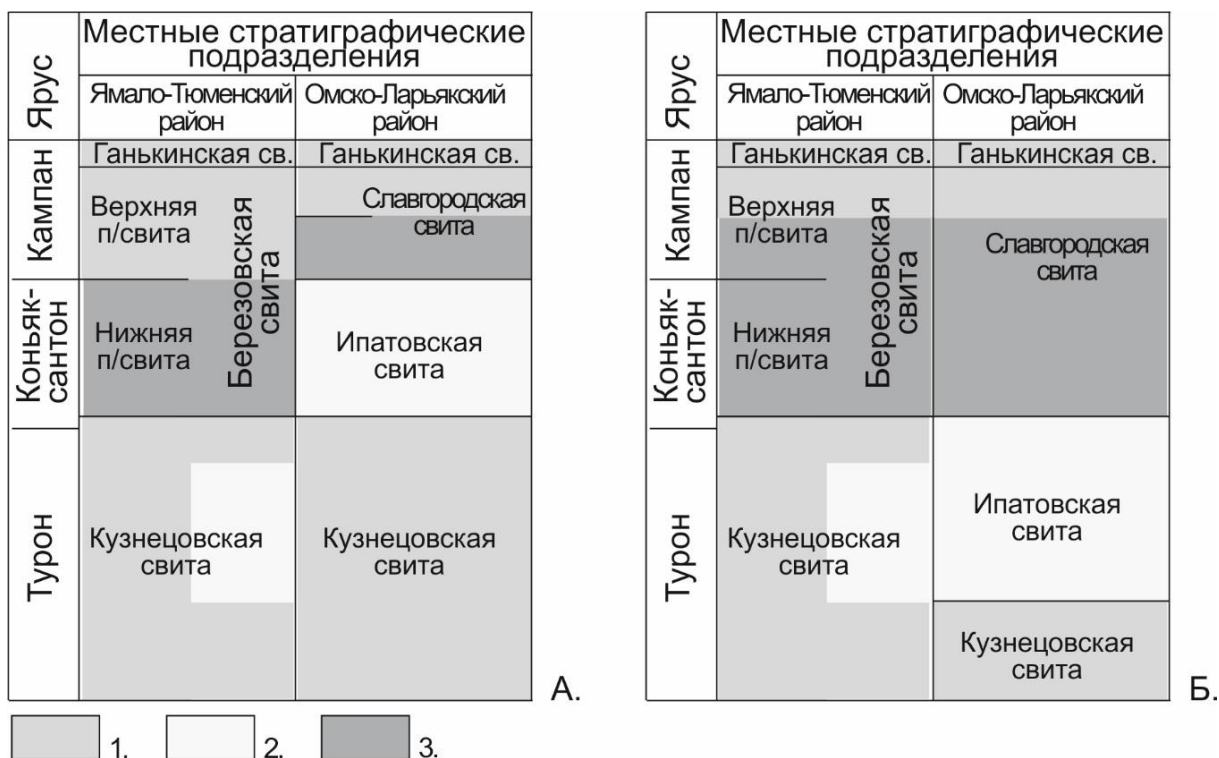 Ярус
Местные стратиграфические
подразделения
Ямало-Тюменский
район
Омско-Ларьякский
район
Кампан
Коньяк-
сантон
Турон
Ганькинская св.
Ганькинская св.
Верхняя
п/свита
Березовская
свита
Славгородская
свита
Нижняя
п/свита
Ипатовская
свита
Кузнецовская
свита
Кузнецовская
свита
А.
Ярус
Местные стратиграфические
подразделения
Ямало-Тюменский
район
Омско-Ларьякский
район
Кампан
Коньяк-
сантон
Турон
Ганькинская св.
Ганькинская св.
Верхняя
п/свита
Березовская
свита
Славгородская
свита
Нижняя
п/свита
Кузнецовская
свита
Ипатовская
свита
Кузнецовская
свита
Б.
1.
2.
3.